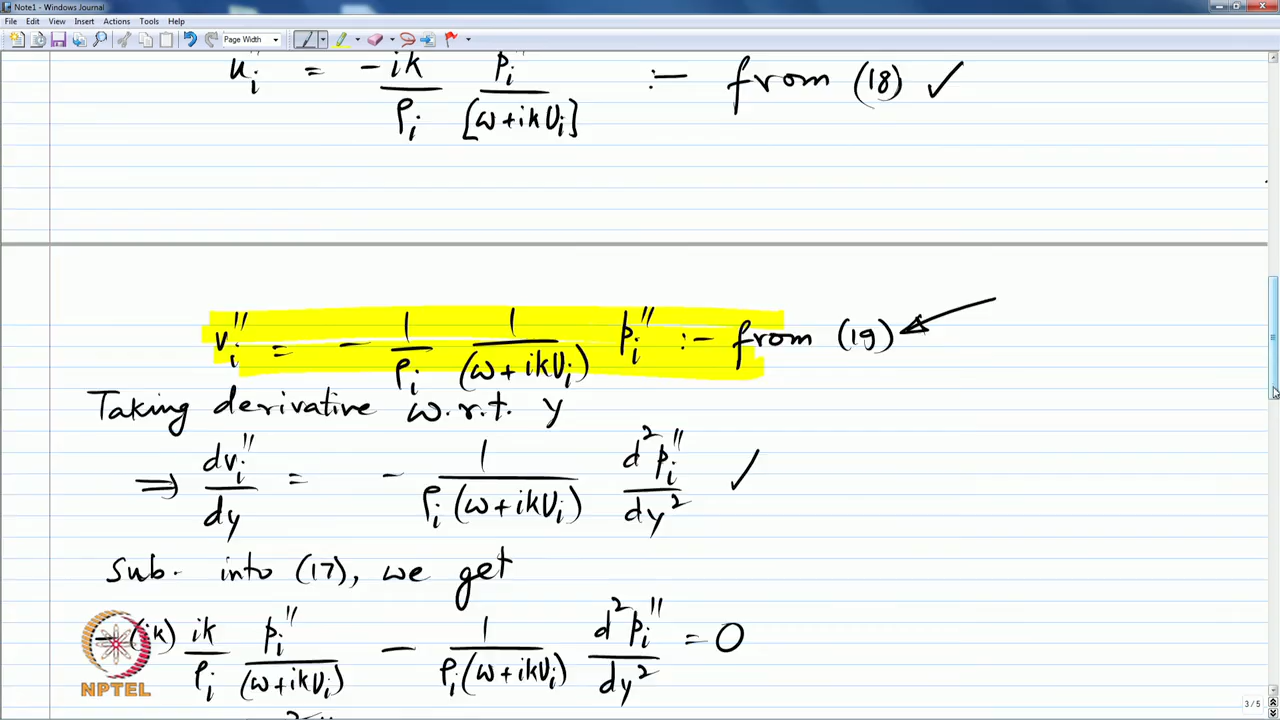 Note1 - Windows Journal
File Edit View Insert Actions Tools Help
Page Width
u_i'' = -ik/ρ_i p_i''/[ω+ikU_i] :- from (18) ✓
v_i'' = - 1/ρ_i 1/(ω+ikU_i) p_i'' :- from (19)
Taking derivative w.r.t. y
⇒ dv_i''/dy = - 1/ρ_i(ω+ikU_i) d²p_i''/dy² ✓
Sub. into (17), we get
-(ik) ik/ρ_i p_i''/(ω+ikU_i) - 1/ρ_i(ω+ikU_i) d²p_i''/dy² = 0
NPTEL
3/5